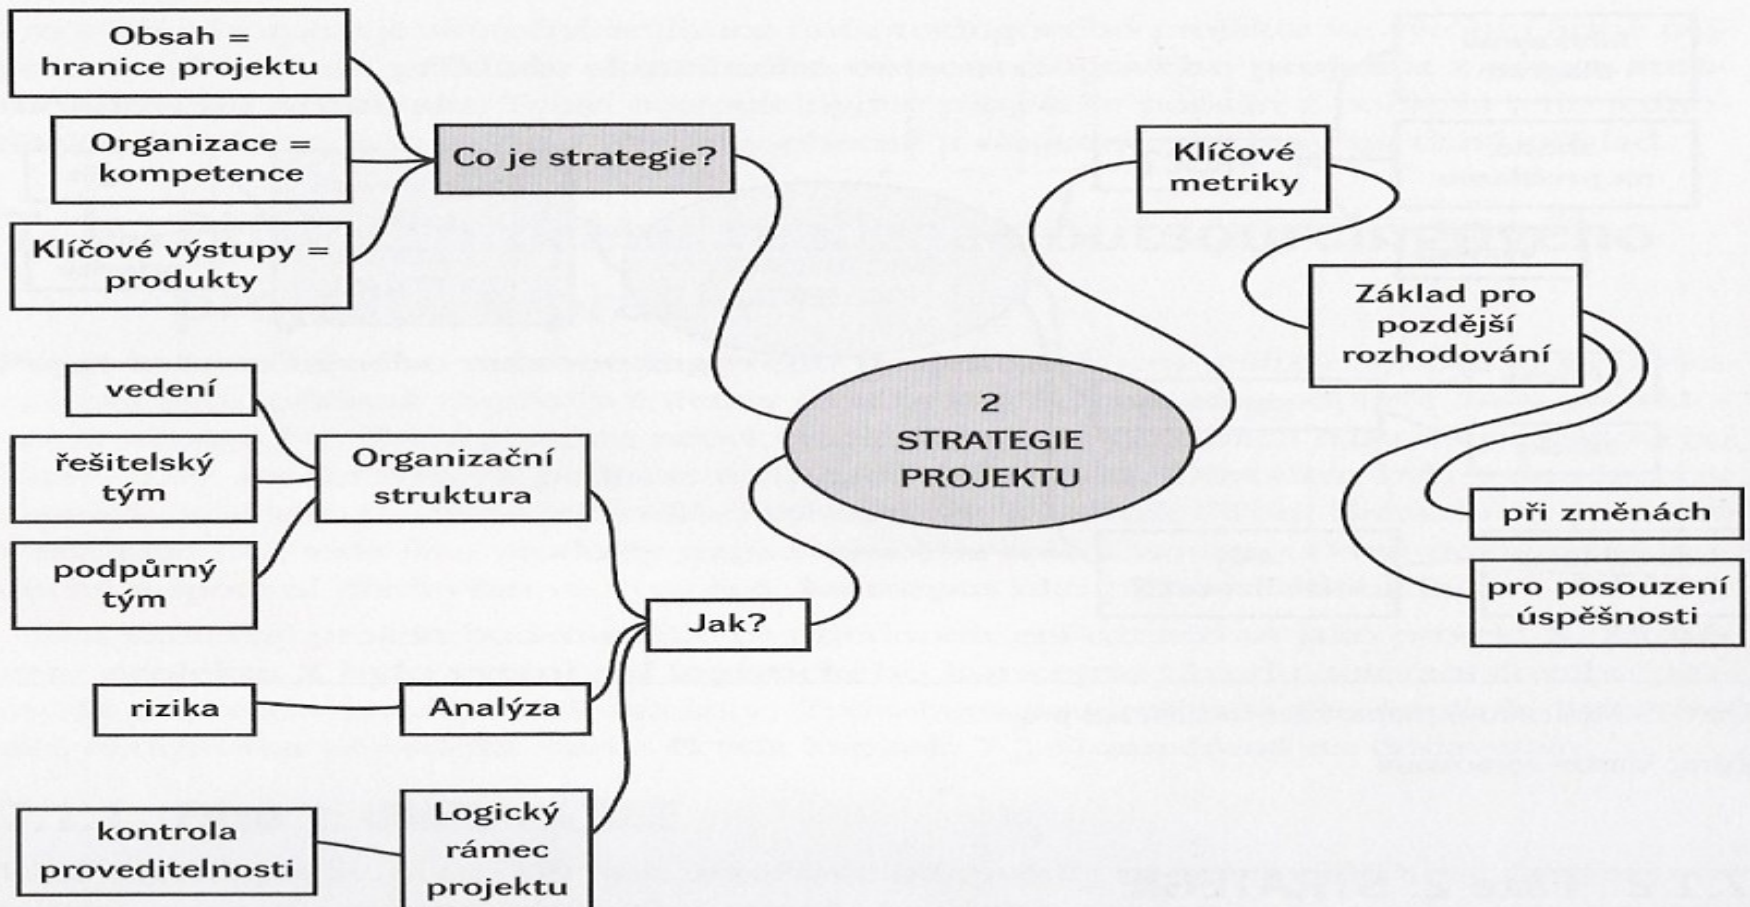 Obsah =
hranice projektu
Organizace =
kompetence
Klíčové výstupy =
produkty
Co je strategie?
vedení
řešitelský
tým
podpůrný
tým
Organizační
struktura
Jak?
rizika
Analýza
kontrola
proveditelnosti
Logický
rámec
projektu
2
STRATEGIE
PROJEKTU
Klíčové
metriky
Základ pro
pozdější
rozhodování
při změnách
pro posouzení
úspěšnosti